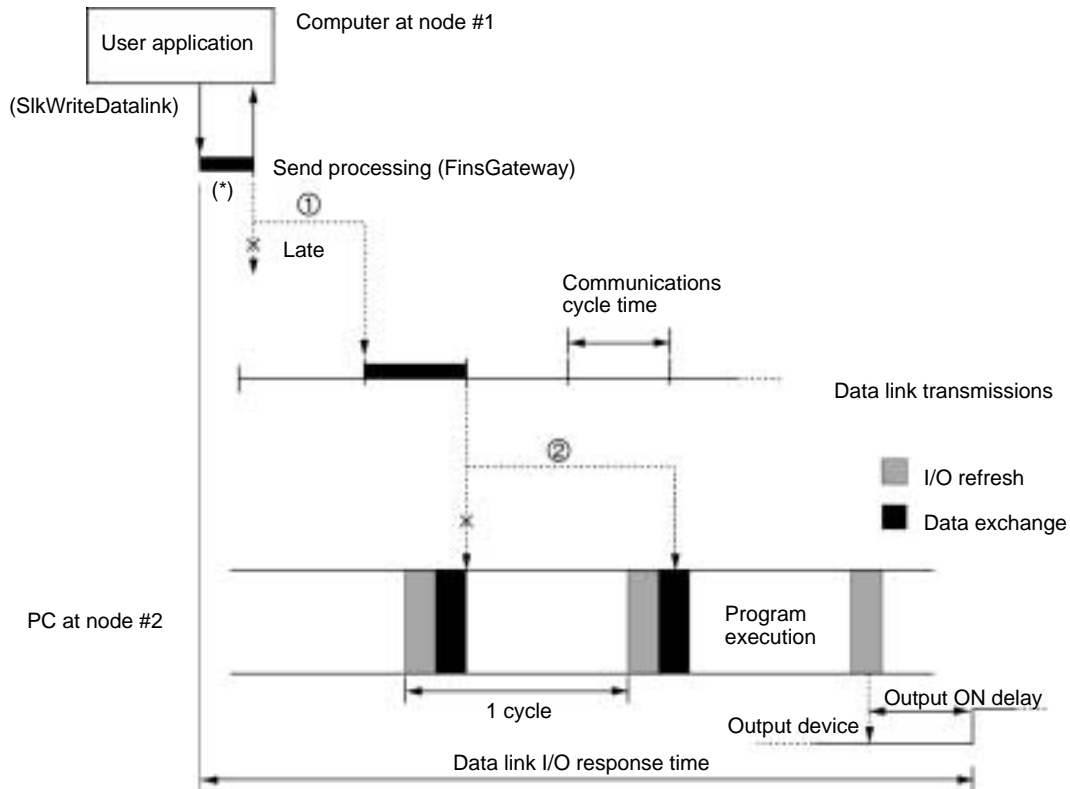 Computer at node #1
User application
(SlkWriteDatalink)
Send processing (FinsGateway)
(*)
①
Late
Communications
cycle time
Data link transmissions
②
I/O refresh
Data exchange
PC at node #2
Program
execution
1 cycle
Output ON delay
Output device
Data link I/O response time